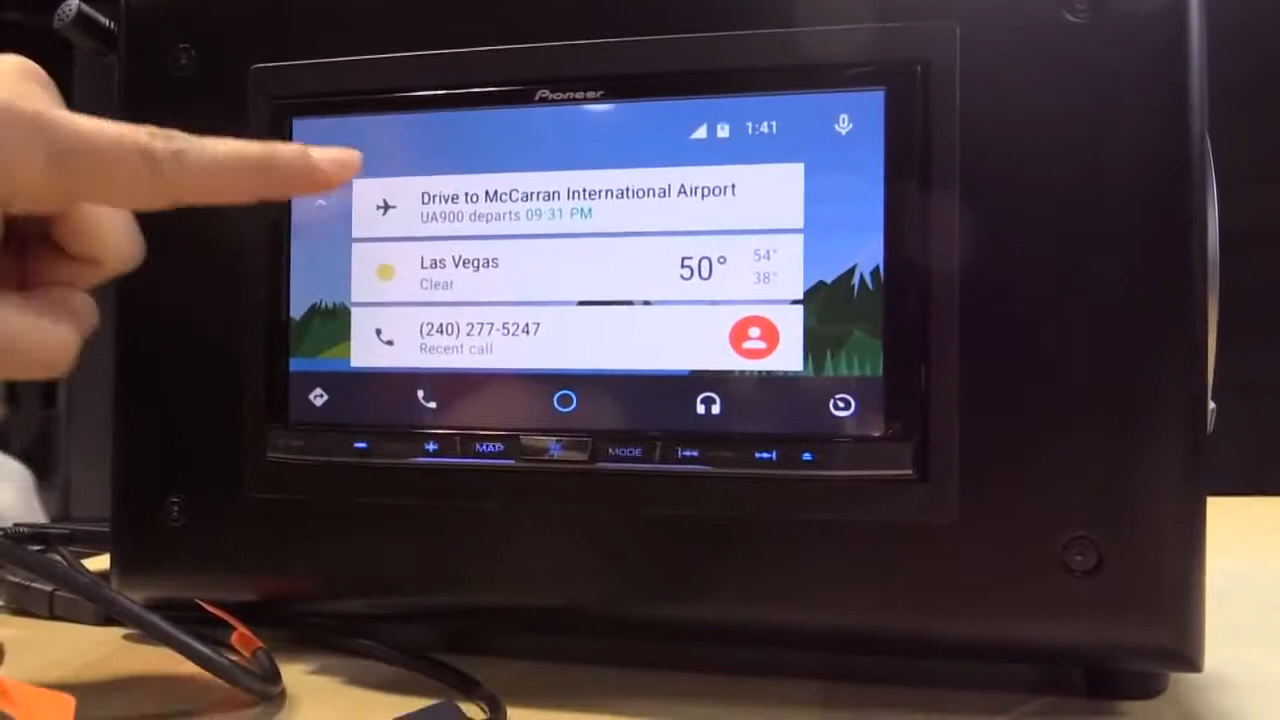 Pioneer
1:41
Drive to McCarran International Airport
UA900 departs 09:31 PM
Las Vegas
Clear
50°
54°
38°
(240) 277-5247
Recent call
MAP
MODE